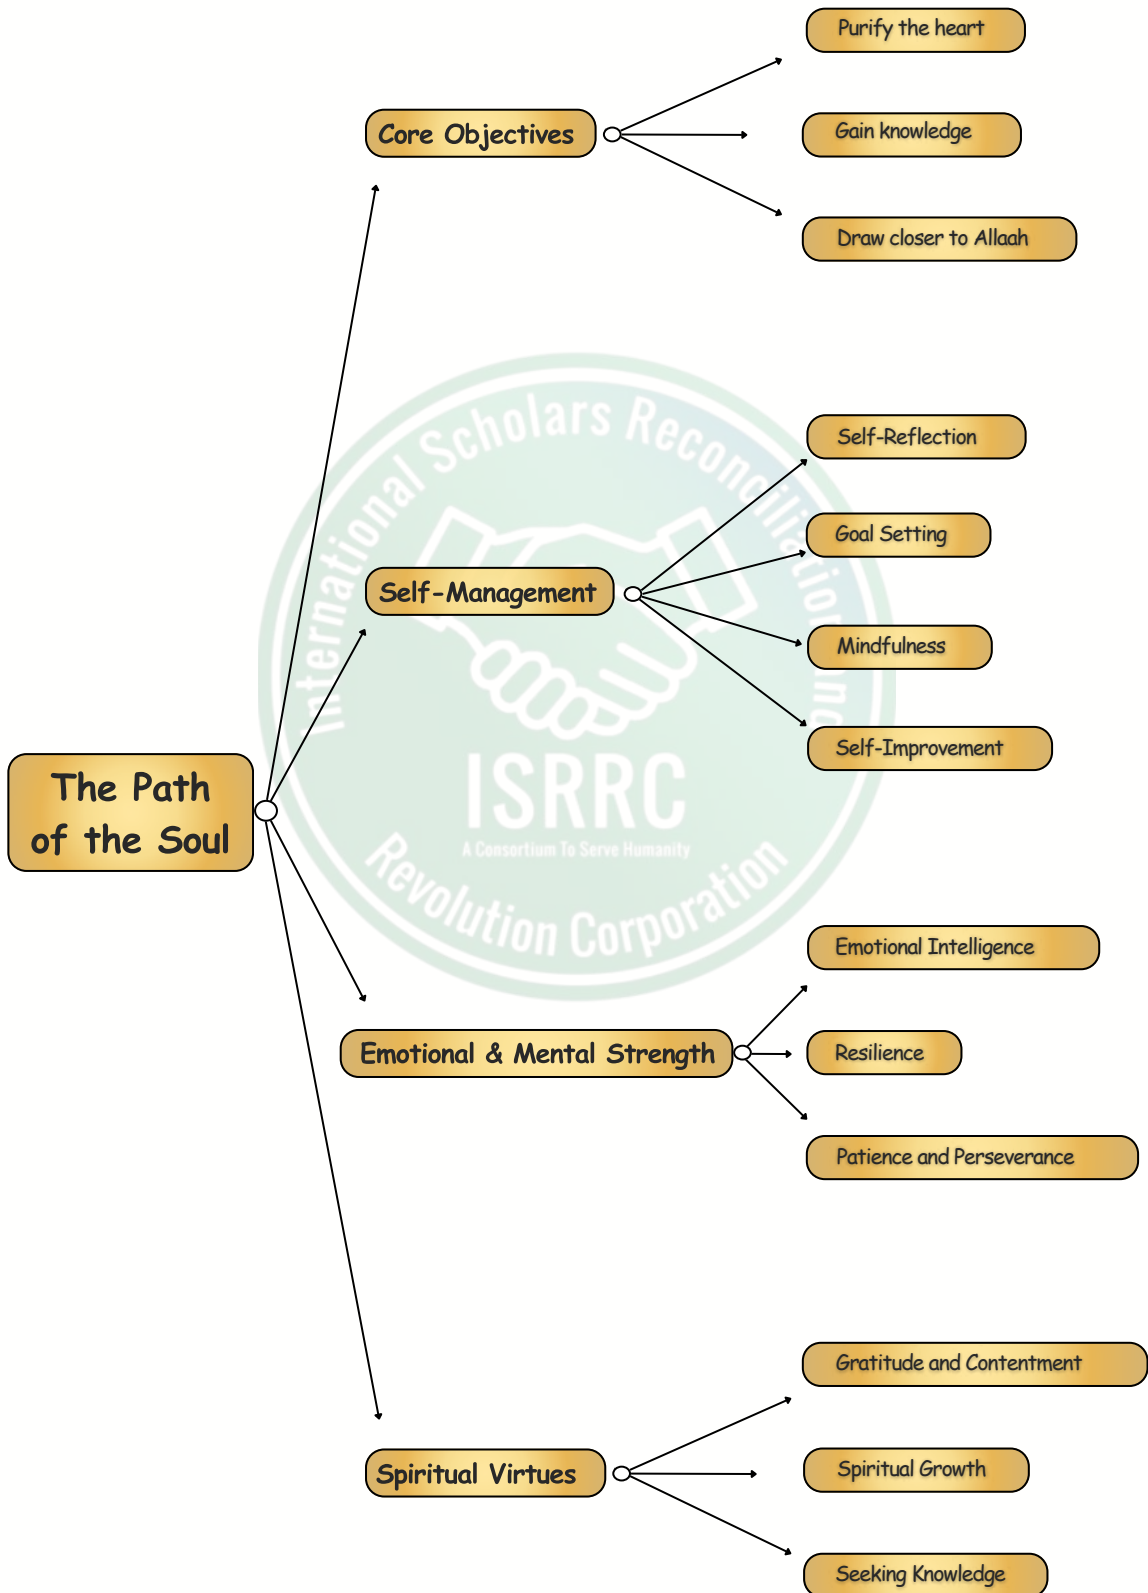 Purify the heart
Core Objectives
Gain knowledge
Draw closer to Allaah
International Scholars Reconciliation and
Self-Reflection
Goal Setting
Self-Management
Mindfulness
Self-Improvement
The Path
of the Soul
ISRRC
A Consortium To Serve Humanity
Revolution Corporation
Emotional Intelligence
Emotional & Mental Strength
Resilience
Patience and Perseverance
Gratitude and Contentment
Spiritual Virtues
Spiritual Growth
Seeking Knowledge